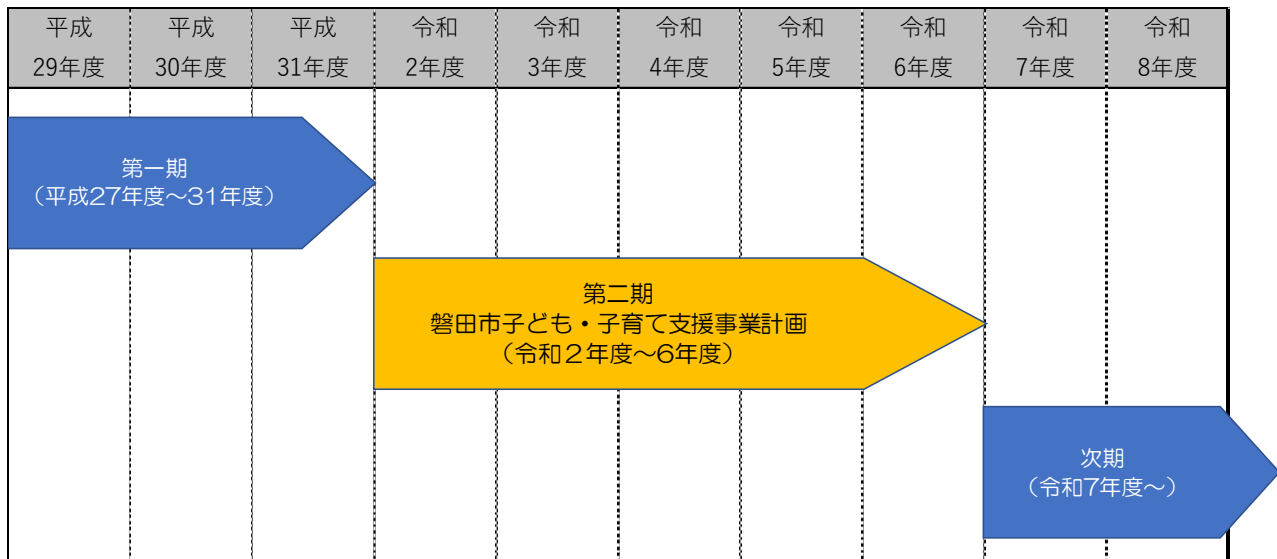 平成 平成 平成 令和 令和 令和 令和 令和 令和 令和
29年度 30年度 31年度 2年度 3年度 4年度 5年度 6年度 7年度 8年度
第一期
（平成27年度～31年度）
第二期
磐田市子ども・子育て支援事業計画
（令和２年度～6年度）
次期
（令和7年度～）